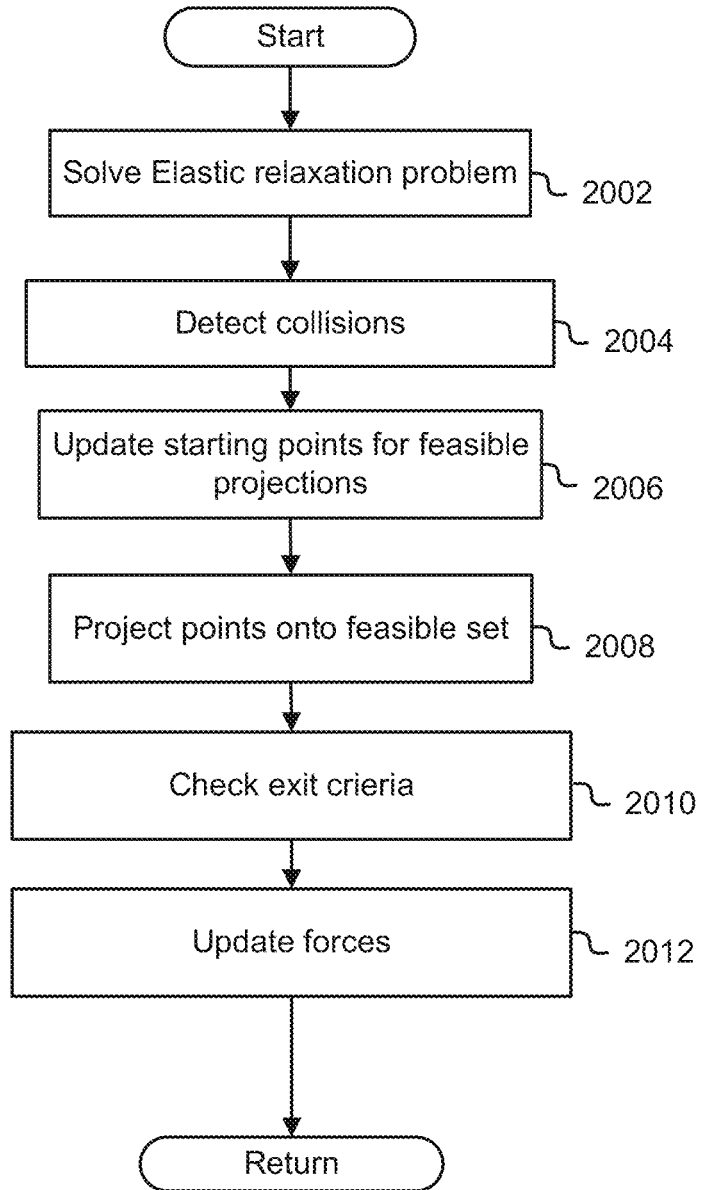 Start
Solve Elastic relaxation problem
2002
Detect collisions
2004
Update starting points for feasible
projections
2006
Project points onto feasible set
2008
Check exit crieria
2010
Update forces
2012
Return